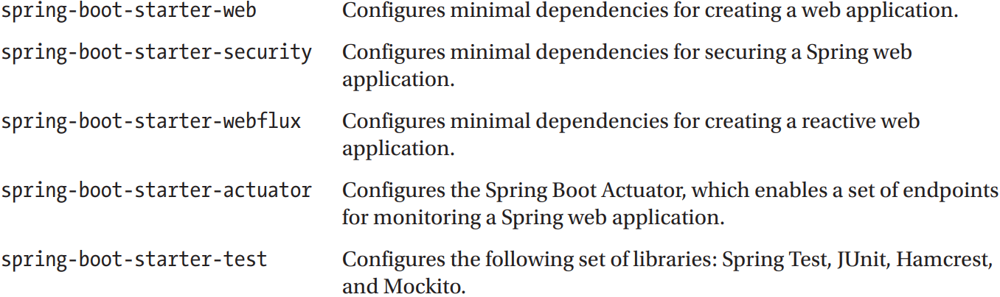 spring-boot-starter-web Configures minimal dependencies for creating a web application.
spring-boot-starter-security Configures minimal dependencies for securing a Spring web
application.
spring-boot-starter-webflux Configures minimal dependencies for creating a reactive web
application.
spring-boot-starter-actuator Configures the Spring Boot Actuator, which enables a set of endpoints
for monitoring a Spring web application.
spring-boot-starter-test Configures the following set of libraries: Spring Test, JUnit, Hamcrest,
and Mockito.